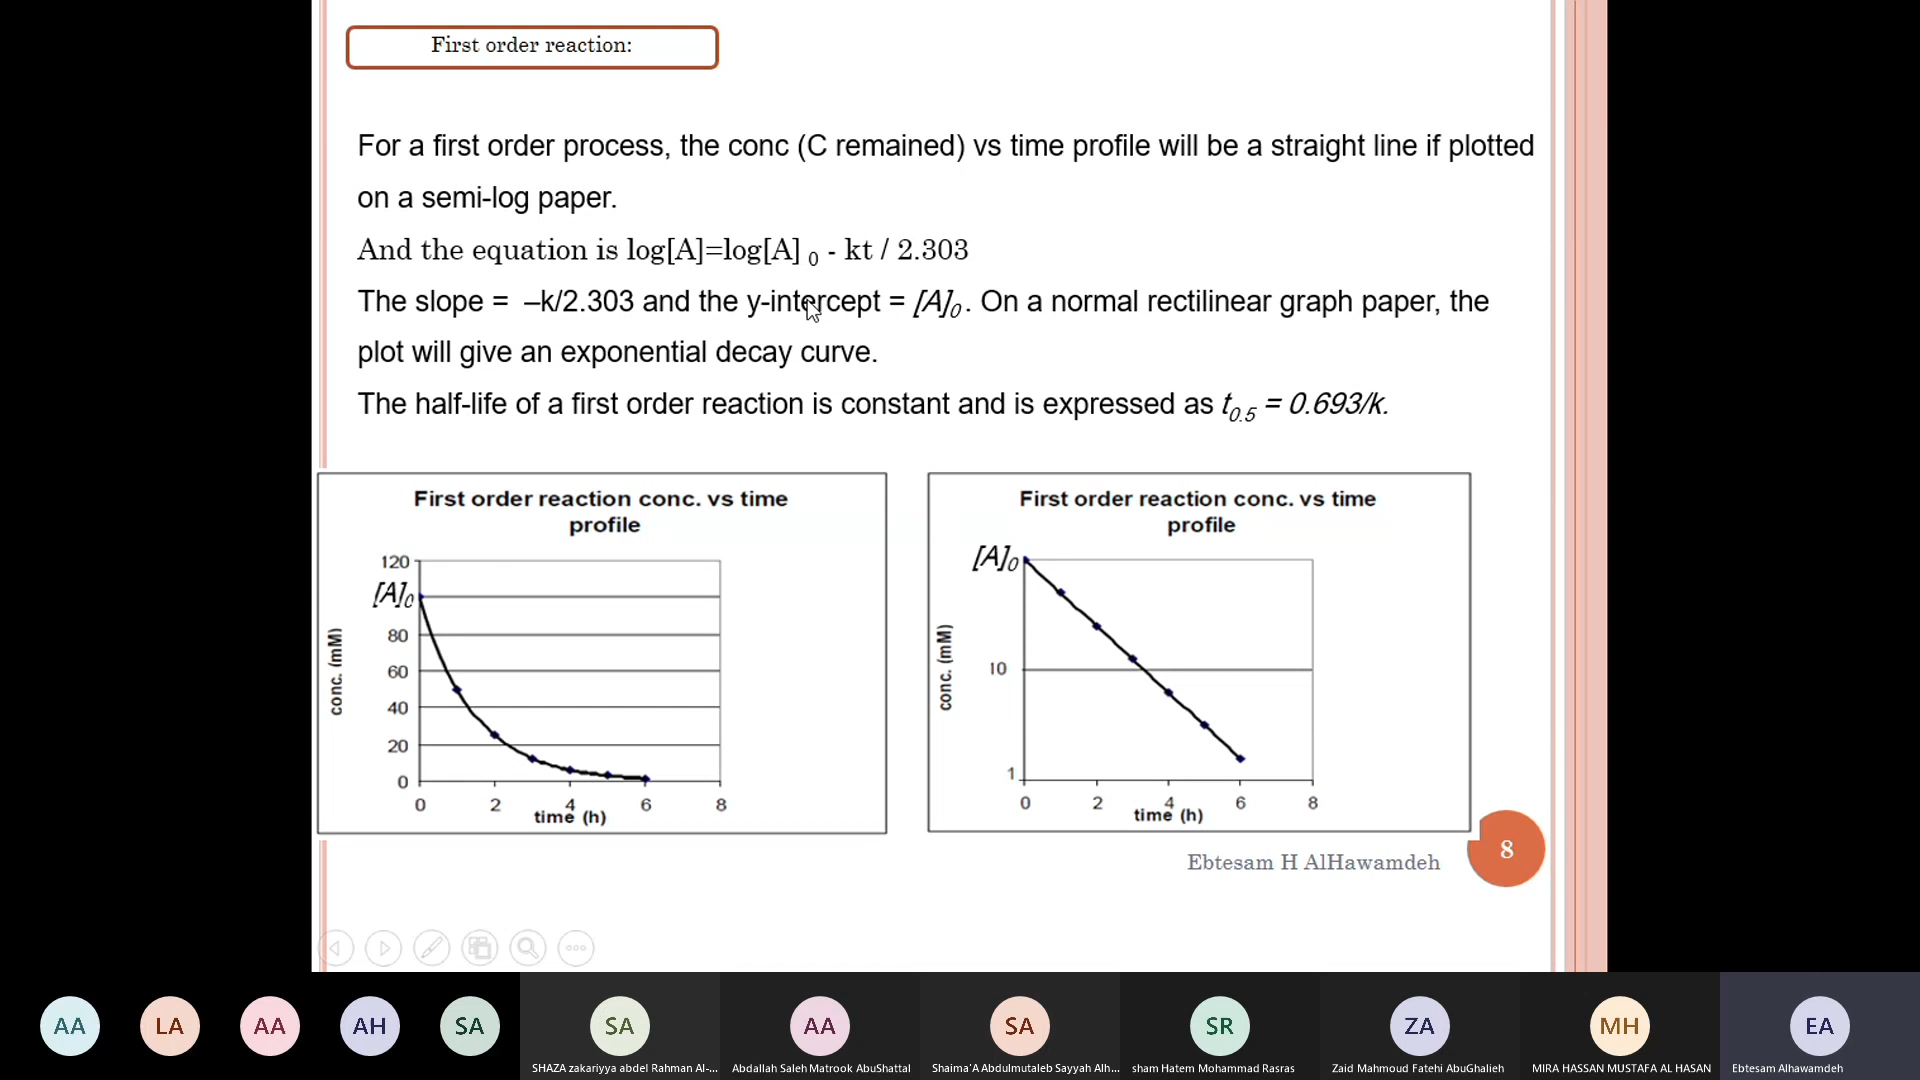 First order reaction:
For a first order process, the conc (C remained) vs time profile will be a straight line if plotted
on a semi-log paper.
And the equation is log[A]=log[A] 0 - kt / 2.303
The slope = –k/2.303 and the y-intercept = [A]0. On a normal rectilinear graph paper, the
plot will give an exponential decay curve.
The half-life of a first order reaction is constant and is expressed as t0.5 = 0.693/k.
First order reaction conc. vs time
profile
120
[A]0
80
60
40
20
0
conc. (mM)
0 2 4 6 8
time (h)
First order reaction conc. vs time
profile
[A]0
10
1
conc. (mM)
0 2 4 6 8
time (h)
Ebtesam H AlHawamdeh
8
AA LA AA AH SA SA AA SA SR ZA MH EA
SHAZA zakariyya abdel Rahman Al-... Abdallah Saleh Matrook AbuShattal Shaima'A Abdulmutaleb Sayyah Alh... sham Hatem Mohammad Rasras Zaid Mahmoud Fatehi AbuGhalieh MIRA HASSAN MUSTAFA AL HASAN Ebtesam Alhawamdeh